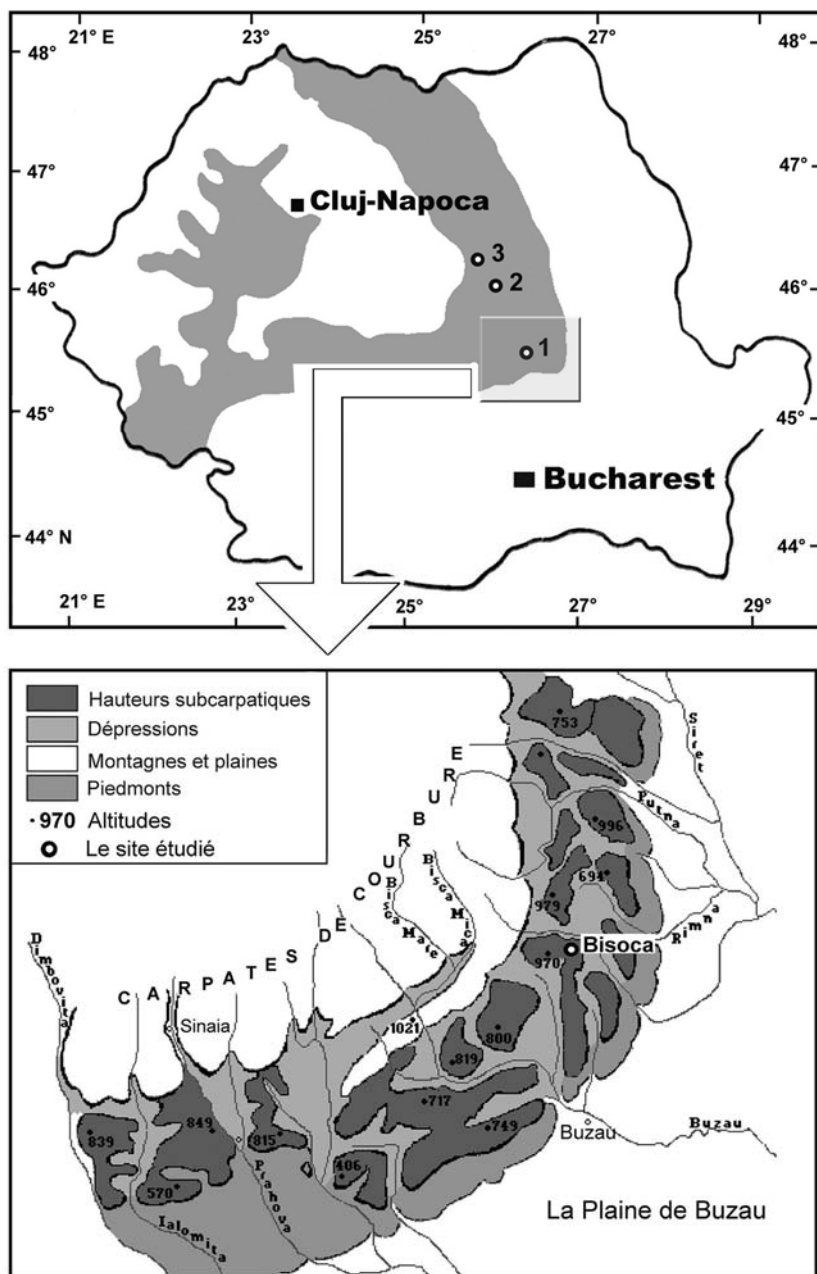 21° E 23° 25° 27°
48° 48°
47° 47°
Cluj-Napoca
3
2
46° 46°
1
45° 45°
Bucharest
44° N 44°
21° E 23° 25° 27° 29°
Hauteurs subcarpatiques
Dépressions
Montagnes et plaines
Piedmonts
970 Altitudes
Le site étudié
CARPATES DE COURBURE
753
Siret
Putna
996
694
979
Rimna
Bisoca
970
Bisca Mare
Bisca Mica
Dimbovita
Sinaia
1021
800
819
717
749
Buzau
Buzau
839
849
815
406
570
Prahova
Ialomita
La Plaine de Buzau